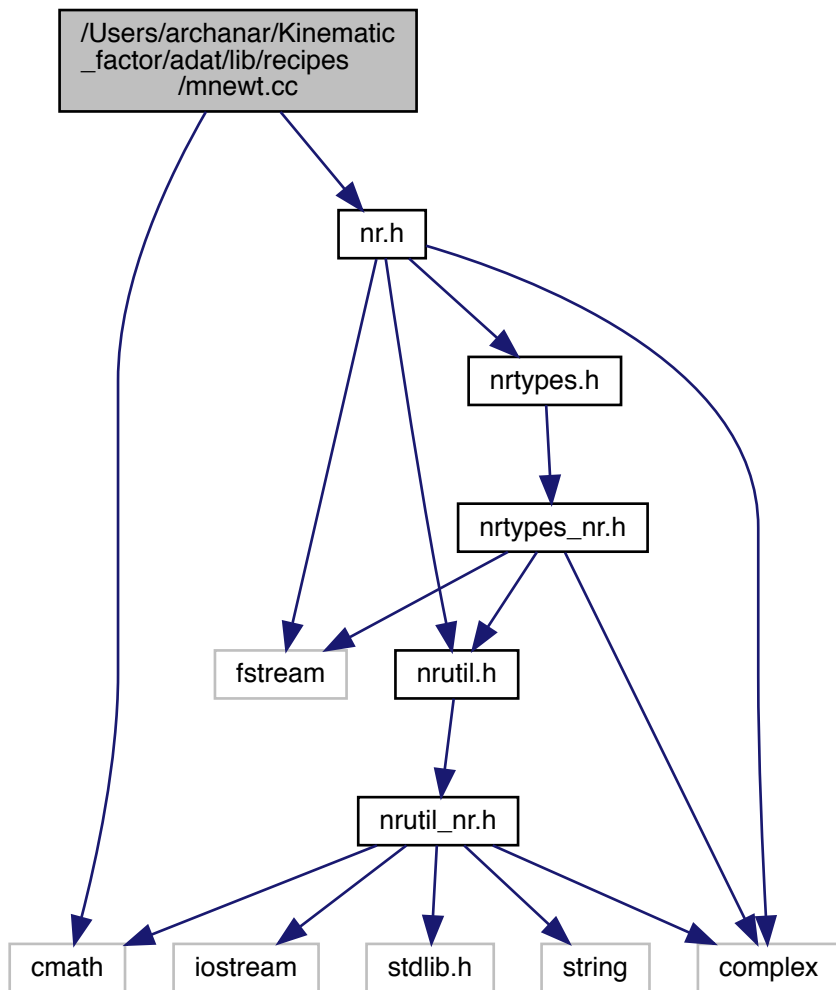 /Users/archanar/Kinematic
_factor/adat/lib/recipes
/mnewt.cc
nr.h
nrtypes.h
nrtypes_nr.h
fstream
nrutil.h
nrutil_nr.h
cmath
iostream
stdlib.h
string
complex